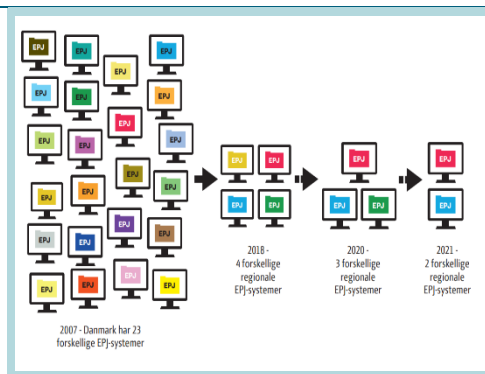 EPJ EPJ EPJ EPJ
EPJ EPJ EPJ EPJ
EPJ EPJ EPJ EPJ
EPJ EPJ EPJ EPJ
EPJ EPJ EPJ EPJ
EPJ EPJ EPJ
2007 - Danmark har 23
forskellige EPJ-systemer
EPJ EPJ
EPJ EPJ
2018 -
4 forskellige
regionale
EPJ-systemer
EPJ
EPJ EPJ
2020 -
3 forskellige
regionale
EPJ-systemer
EPJ
EPJ
2021 -
2 forskellige
regionale
EPJ-systemer